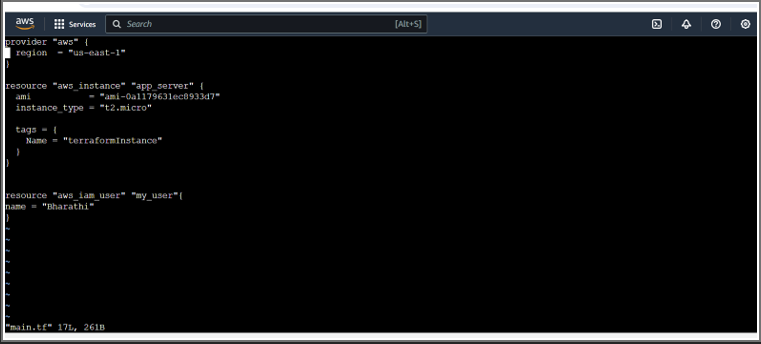 aws
Services
Search
[Alt+S]
provider "aws" {
  region  = "us-east-1"
}
resource "aws_instance" "app_server" {
  ami           = "ami-0a1179631ec8933d7"
  instance_type = "t2.micro"
  tags = {
    Name = "terraformInstance"
  }
}
resource "aws_iam_user" "my_user"{
name = "Bharathi"
}
~
~
~
~
~
~
~
~
~
"main.tf" 17L, 261B